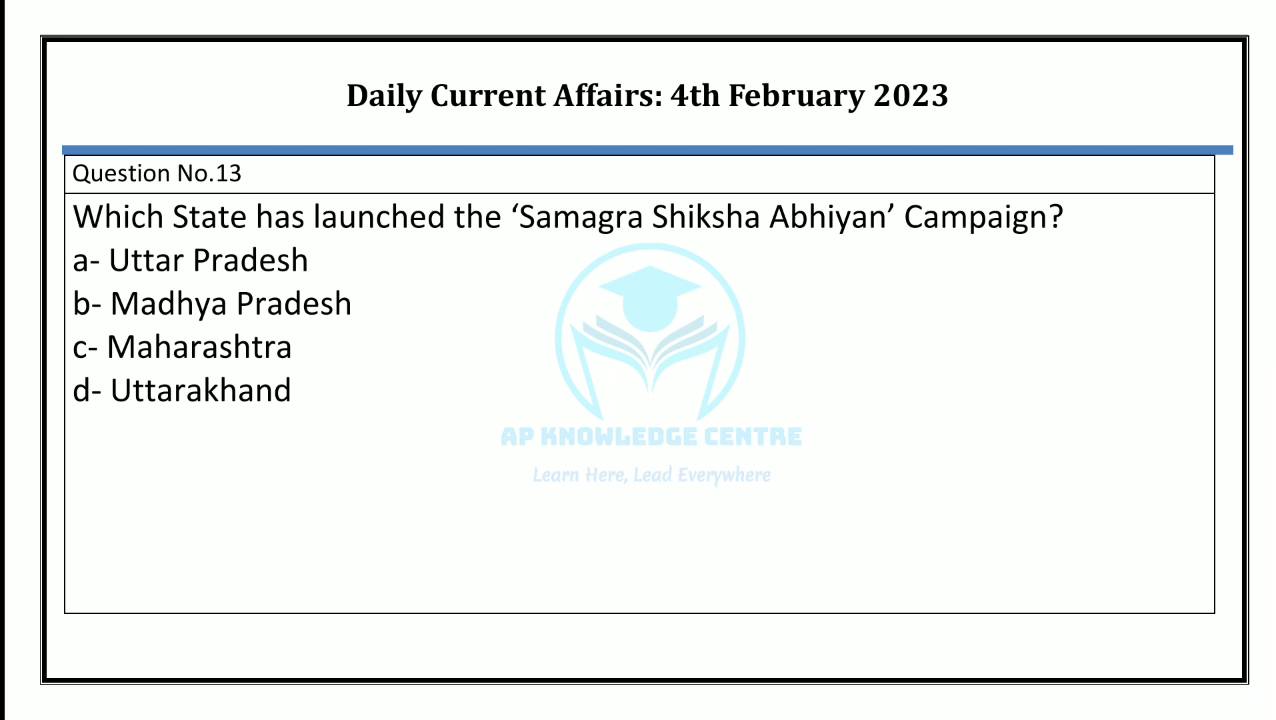 Daily Current Affairs: 4th February 2023
Question No.13
Which State has launched the ‘Samagra Shiksha Abhiyan’ Campaign?
a- Uttar Pradesh
b- Madhya Pradesh
c- Maharashtra
d- Uttarakhand
AP KNOWLEDGE CENTRE
Learn Here, Lead Everywhere